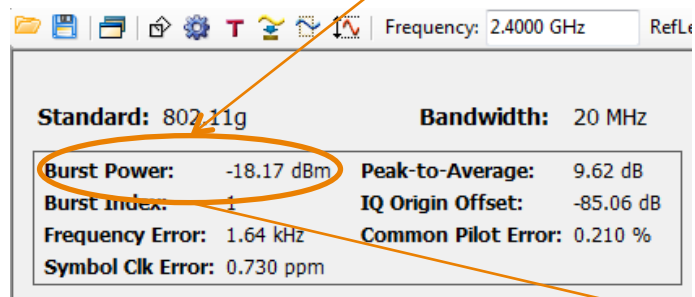 T Frequency: 2.4000 GHz RefLe
Standard: 802.11g Bandwidth: 20 MHz
Burst Power: -18.17 dBm Peak-to-Average: 9.62 dB
Burst Index: 1 IQ Origin Offset: -85.06 dB
Frequency Error: 1.64 kHz Common Pilot Error: 0.210 %
Symbol Clk Error: 0.730 ppm